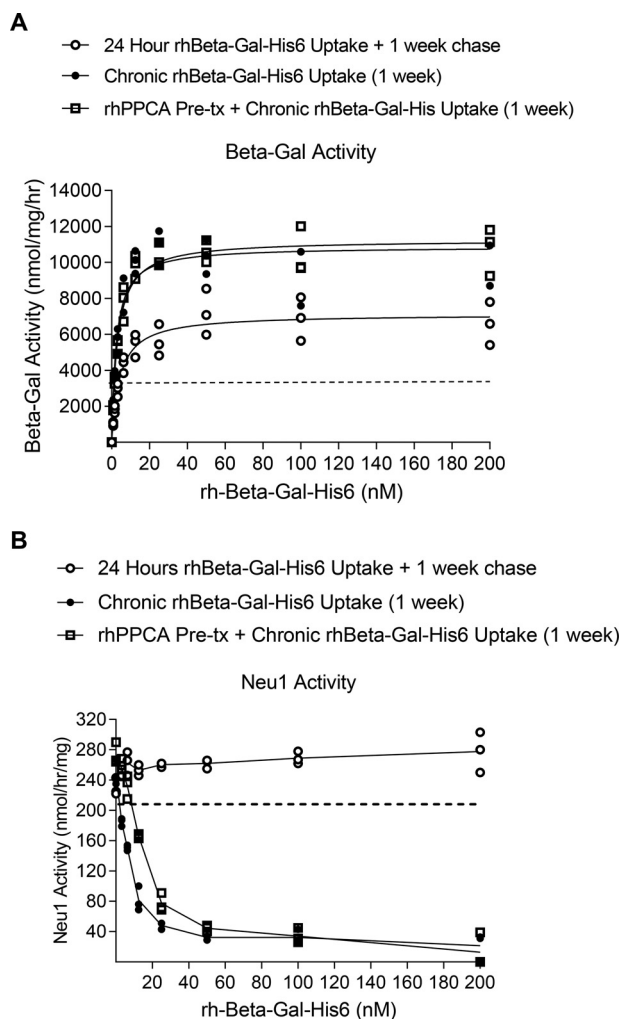 A
24 Hour rhBeta-Gal-His6 Uptake + 1 week chase
Chronic rhBeta-Gal-His6 Uptake (1 week)
rhPPCA Pre-tx + Chronic rhBeta-Gal-His Uptake (1 week)
Beta-Gal Activity
Beta-Gal Activity (nmol/mg/hr)
14000
12000
10000
8000
6000
4000
2000
0 20 40 60 80 100 120 140 160 180 200
rh-Beta-Gal-His6 (nM)
B
24 Hours rhBeta-Gal-His6 Uptake + 1 week chase
Chronic rhBeta-Gal-His6 Uptake (1 week)
rhPPCA Pre-tx + Chronic rhBeta-Gal-His6 Uptake (1 week)
Neu1 Activity
Neu1 Activity (nmol/hr/mg)
320
280
240
200
160
120
80
40
20 40 60 80 100 120 140 160 180 200
rh-Beta-Gal-His6 (nM)